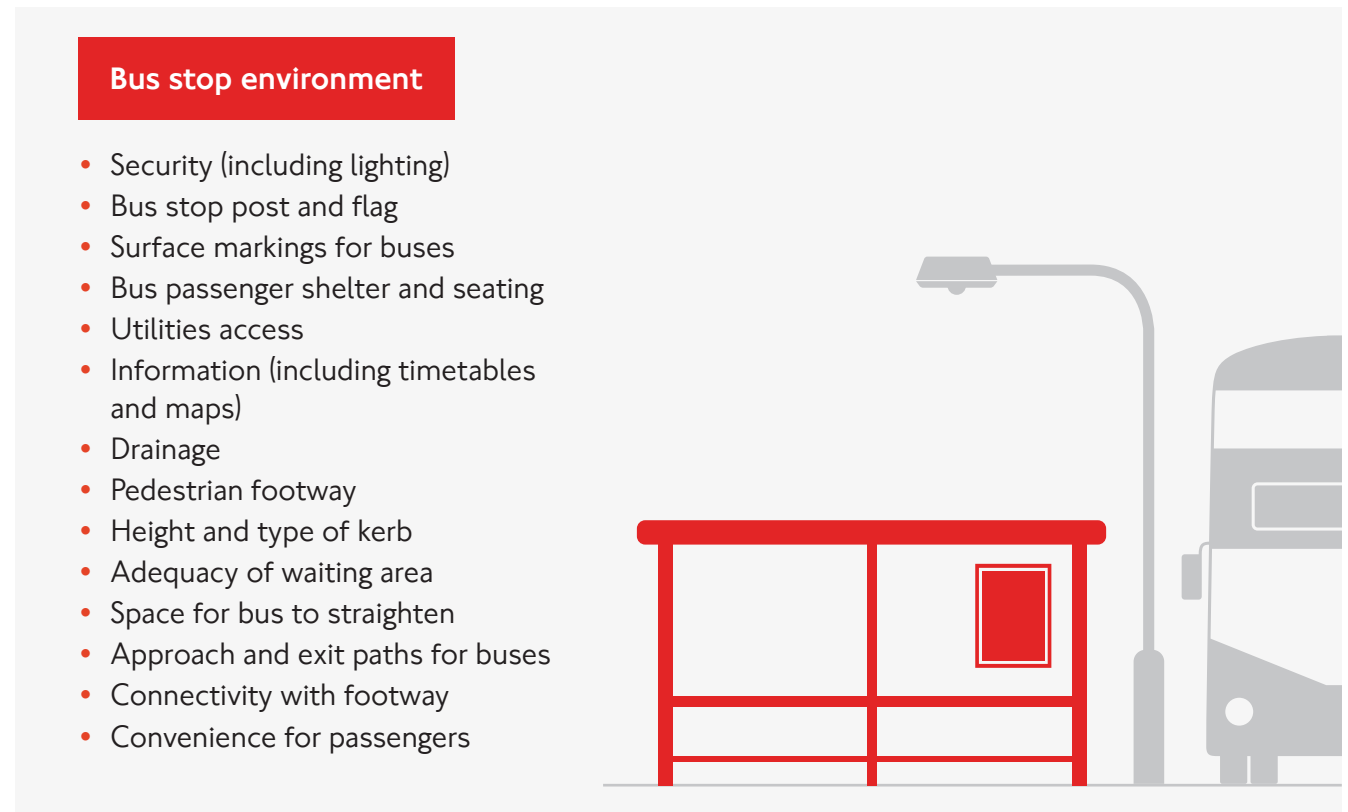 Bus stop environment
• Security (including lighting)
• Bus stop post and flag
• Surface markings for buses
• Bus passenger shelter and seating
• Utilities access
• Information (including timetables
and maps)
• Drainage
• Pedestrian footway
• Height and type of kerb
• Adequacy of waiting area
• Space for bus to straighten
• Approach and exit paths for buses
• Connectivity with footway
• Convenience for passengers